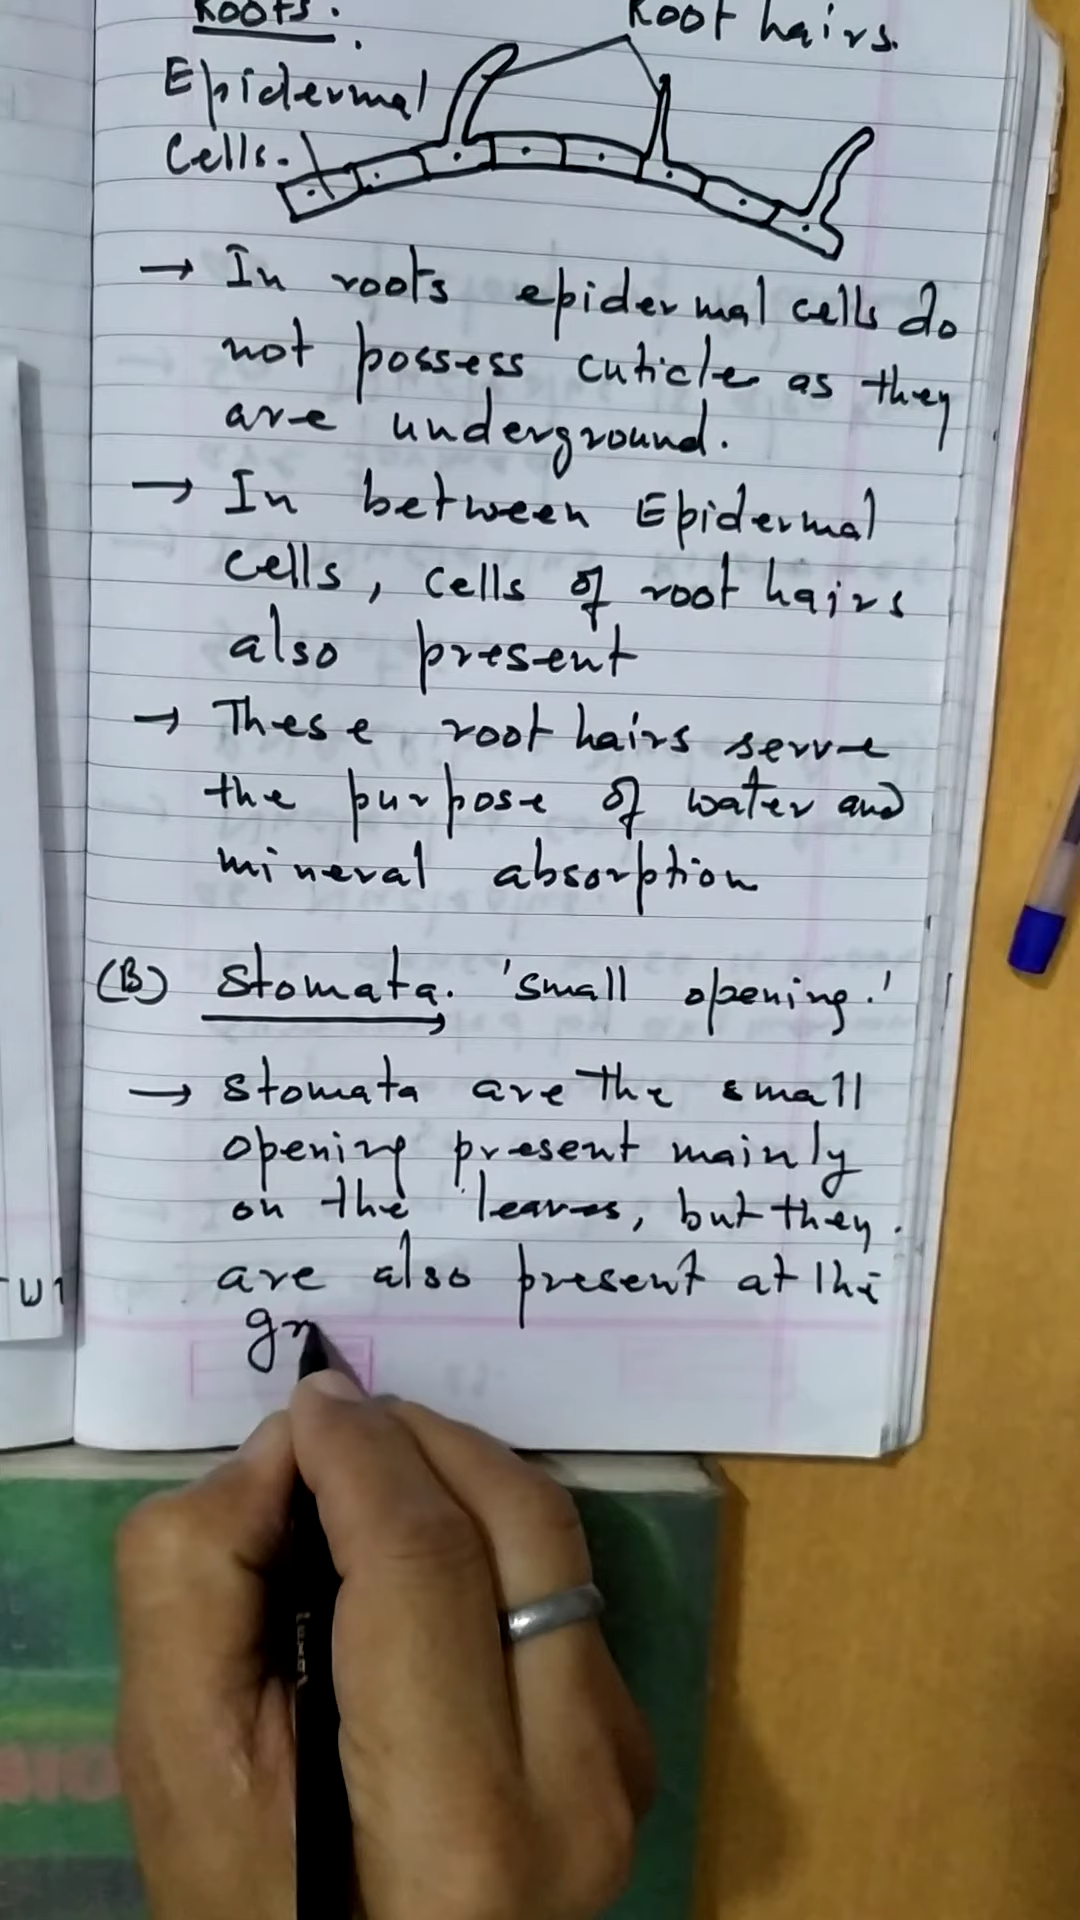 Roots.
Root hairs.
Epidermal
Cells.
→ In roots epidermal cells do
not possess cuticle as they
are underground.
→ In between Epidermal
cells, cells of root hairs
also present
→ These root hairs serve
the purpose of water and
mineral absorption
(B) Stomata. 'small opening.'
→ Stomata are the small
opening present mainly
on the leaves, but they
are also present at the
gr
Luxor